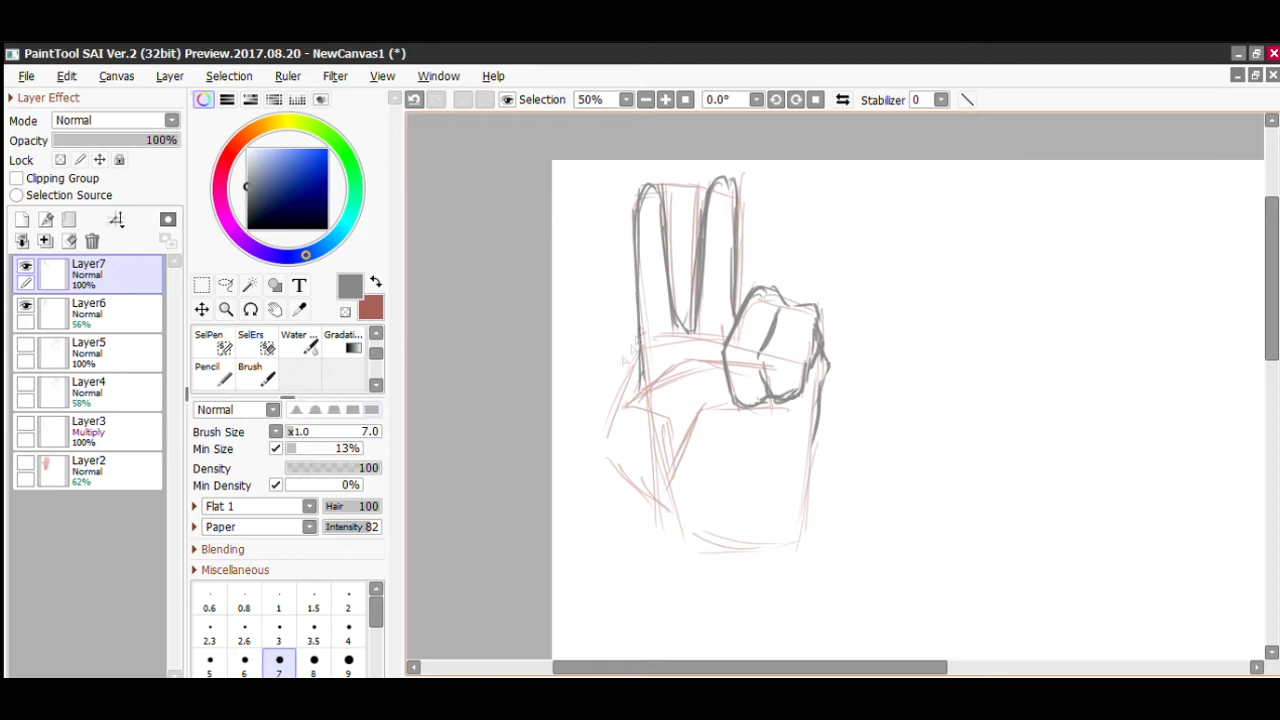 PaintTool SAI Ver.2 (32bit) Preview.2017.08.20 - NewCanvas1 (*)
File Edit Canvas Layer Selection Ruler Filter View Window Help
Layer Effect
Mode Normal
Opacity 100%
Lock
Clipping Group
Selection Source
Layer7
Normal
100%
Layer6
Normal
56%
Layer5
Normal
100%
Layer4
Normal
58%
Layer3
Multiply
100%
Layer2
Normal
62%
T
SelPen SelErs Water ... Gradati...
Pencil Brush
Normal
Brush Size x1.0 7.0
Min Size 13%
Density 100
Min Density 0%
Flat 1 Hair 100
Paper Intensity 82
Blending
Miscellaneous
0.6 0.8 1 1.5 2
2.3 2.6 3 3.5 4
5 6 7 8 9
Selection 50% 0.0° Stabilizer 0